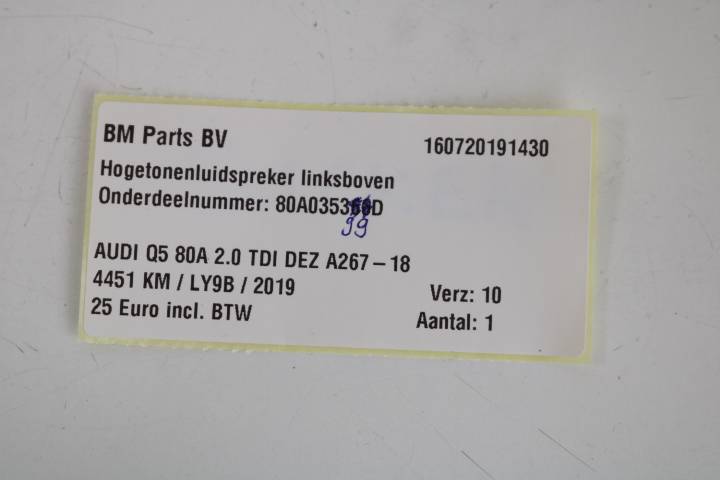 BM Parts BV 160720191430
Hogetonenluidspreker linksboven
Onderdeelnummer:
99
AUDI Q5 80A 2.0 TDI DEZ A267-18
4451 KM / LY9B / 2019 Verz: 10
25 Euro incl. BTW Aantal: 1